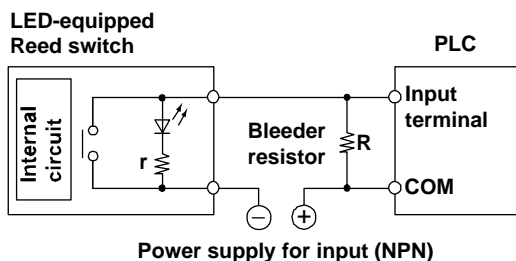 LED-equipped
Reed switch
PLC
Internal
circuit
r
Bleeder
resistor
R
Input
terminal
COM
−
+
Power supply for input (NPN)